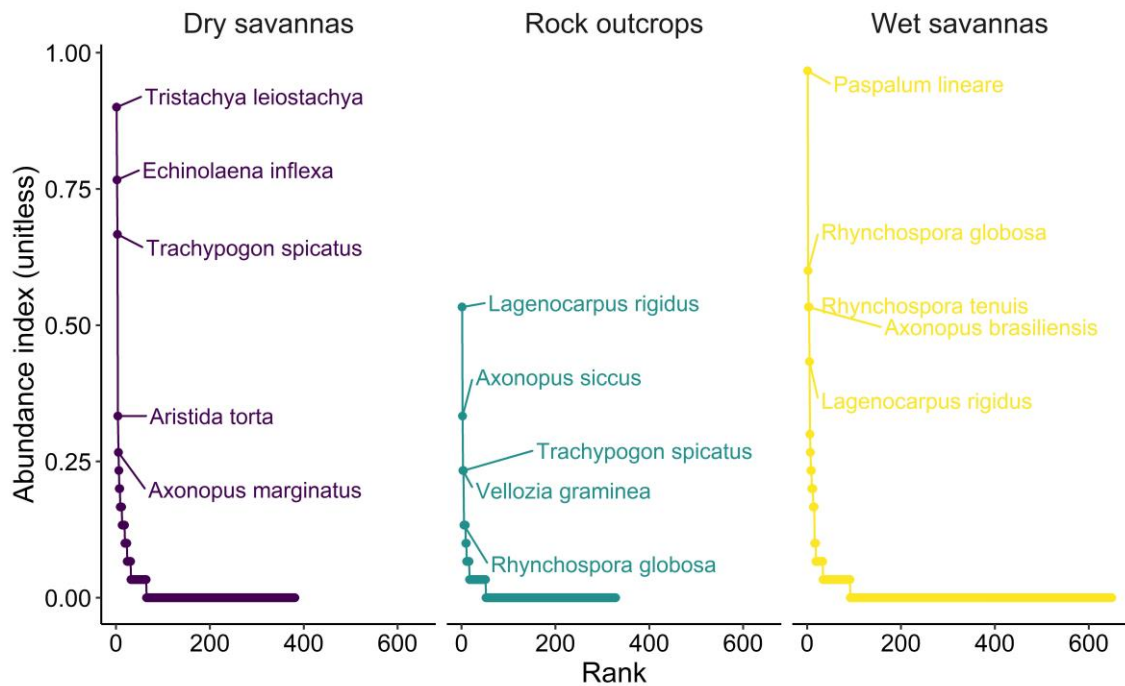 Dry savannas
Rock outcrops
Wet savannas
Abundance index (unitless)
1.00
0.75
0.50
0.25
0.00
Tristachya leiostachya
Echinolaena inflexa
Trachypogon spicatus
Aristida torta
Axonopus marginatus
0 200 400 600
Lagenocarpus rigidus
Axonopus siccus
Trachypogon spicatus
Vellozia graminea
Rhynchospora globosa
0 200 400 600
Paspalum lineare
Rhynchospora globosa
Rhynchospora tenuis
Axonopus brasiliensis
Lagenocarpus rigidus
0 200 400 600
Rank